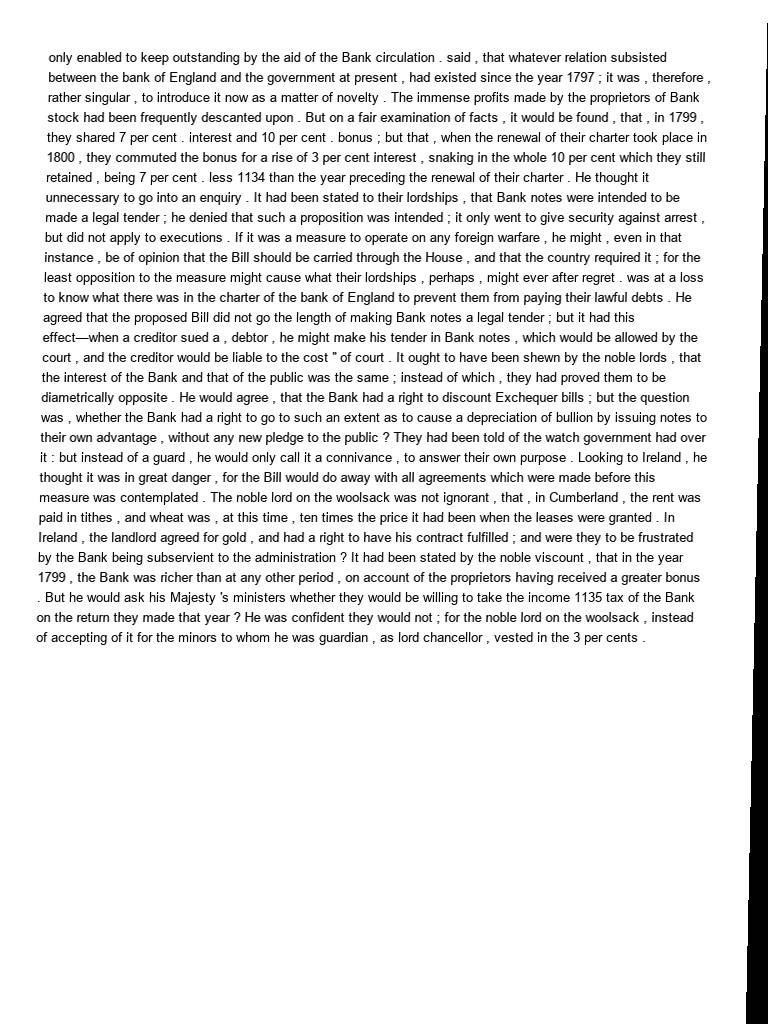 only enabled to keep outstanding by the aid of the Bank circulation . said , that whatever relation subsisted
between the bank of England and the government at present , had existed since the year 1797 ; it was , therefore ,
rather singular , to introduce it now as a matter of novelty . The immense profits made by the proprietors of Bank
stock had been frequently descanted upon . But on a fair examination of facts , it would be found , that , in 1799 ,
they shared 7 per cent . interest and 10 per cent . bonus ; but that , when the renewal of their charter took place in
1800 , they commuted the bonus for a rise of 3 per cent interest , snaking in the whole 10 per cent which they still
retained , being 7 per cent . less 1134 than the year preceding the renewal of their charter . He thought it
unnecessary to go into an enquiry . It had been stated to their lordships , that Bank notes were intended to be
made a legal tender ; he denied that such a proposition was intended ; it only went to give security against arrest ,
but did not apply to executions . If it was a measure to operate on any foreign warfare , he might , even in that
instance , be of opinion that the Bill should be carried through the House , and that the country required it ; for the
least opposition to the measure might cause what their lordships , perhaps , might ever after regret . was at a loss
to know what there was in the charter of the bank of England to prevent them from paying their lawful debts . He
agreed that the proposed Bill did not go the length of making Bank notes a legal tender ; but it had this
effect—when a creditor sued a , debtor , he might make his tender in Bank notes , which would be allowed by the
court , and the creditor would be liable to the cost " of court . It ought to have been shewn by the noble lords , that
the interest of the Bank and that of the public was the same ; instead of which , they had proved them to be
diametrically opposite . He would agree , that the Bank had a right to discount Exchequer bills ; but the question
was , whether the Bank had a right to go to such an extent as to cause a depreciation of bullion by issuing notes to
their own advantage , without any new pledge to the public ? They had been told of the watch government had over
it : but instead of a guard , he would only call it a connivance , to answer their own purpose . Looking to Ireland , he
thought it was in great danger , for the Bill would do away with all agreements which were made before this
measure was contemplated . The noble lord on the woolsack was not ignorant , that , in Cumberland , the rent was
paid in tithes , and wheat was , at this time , ten times the price it had been when the leases were granted . In
Ireland , the landlord agreed for gold , and had a right to have his contract fulfilled ; and were they to be frustrated
by the Bank being subservient to the administration ? It had been stated by the noble viscount , that in the year
1799 , the Bank was richer than at any other period , on account of the proprietors having received a greater bonus
. But he would ask his Majesty 's ministers whether they would be willing to take the income 1135 tax of the Bank
on the return they made that year ? He was confident they would not ; for the noble lord on the woolsack , instead
of accepting of it for the minors to whom he was guardian , as lord chancellor , vested in the 3 per cents .